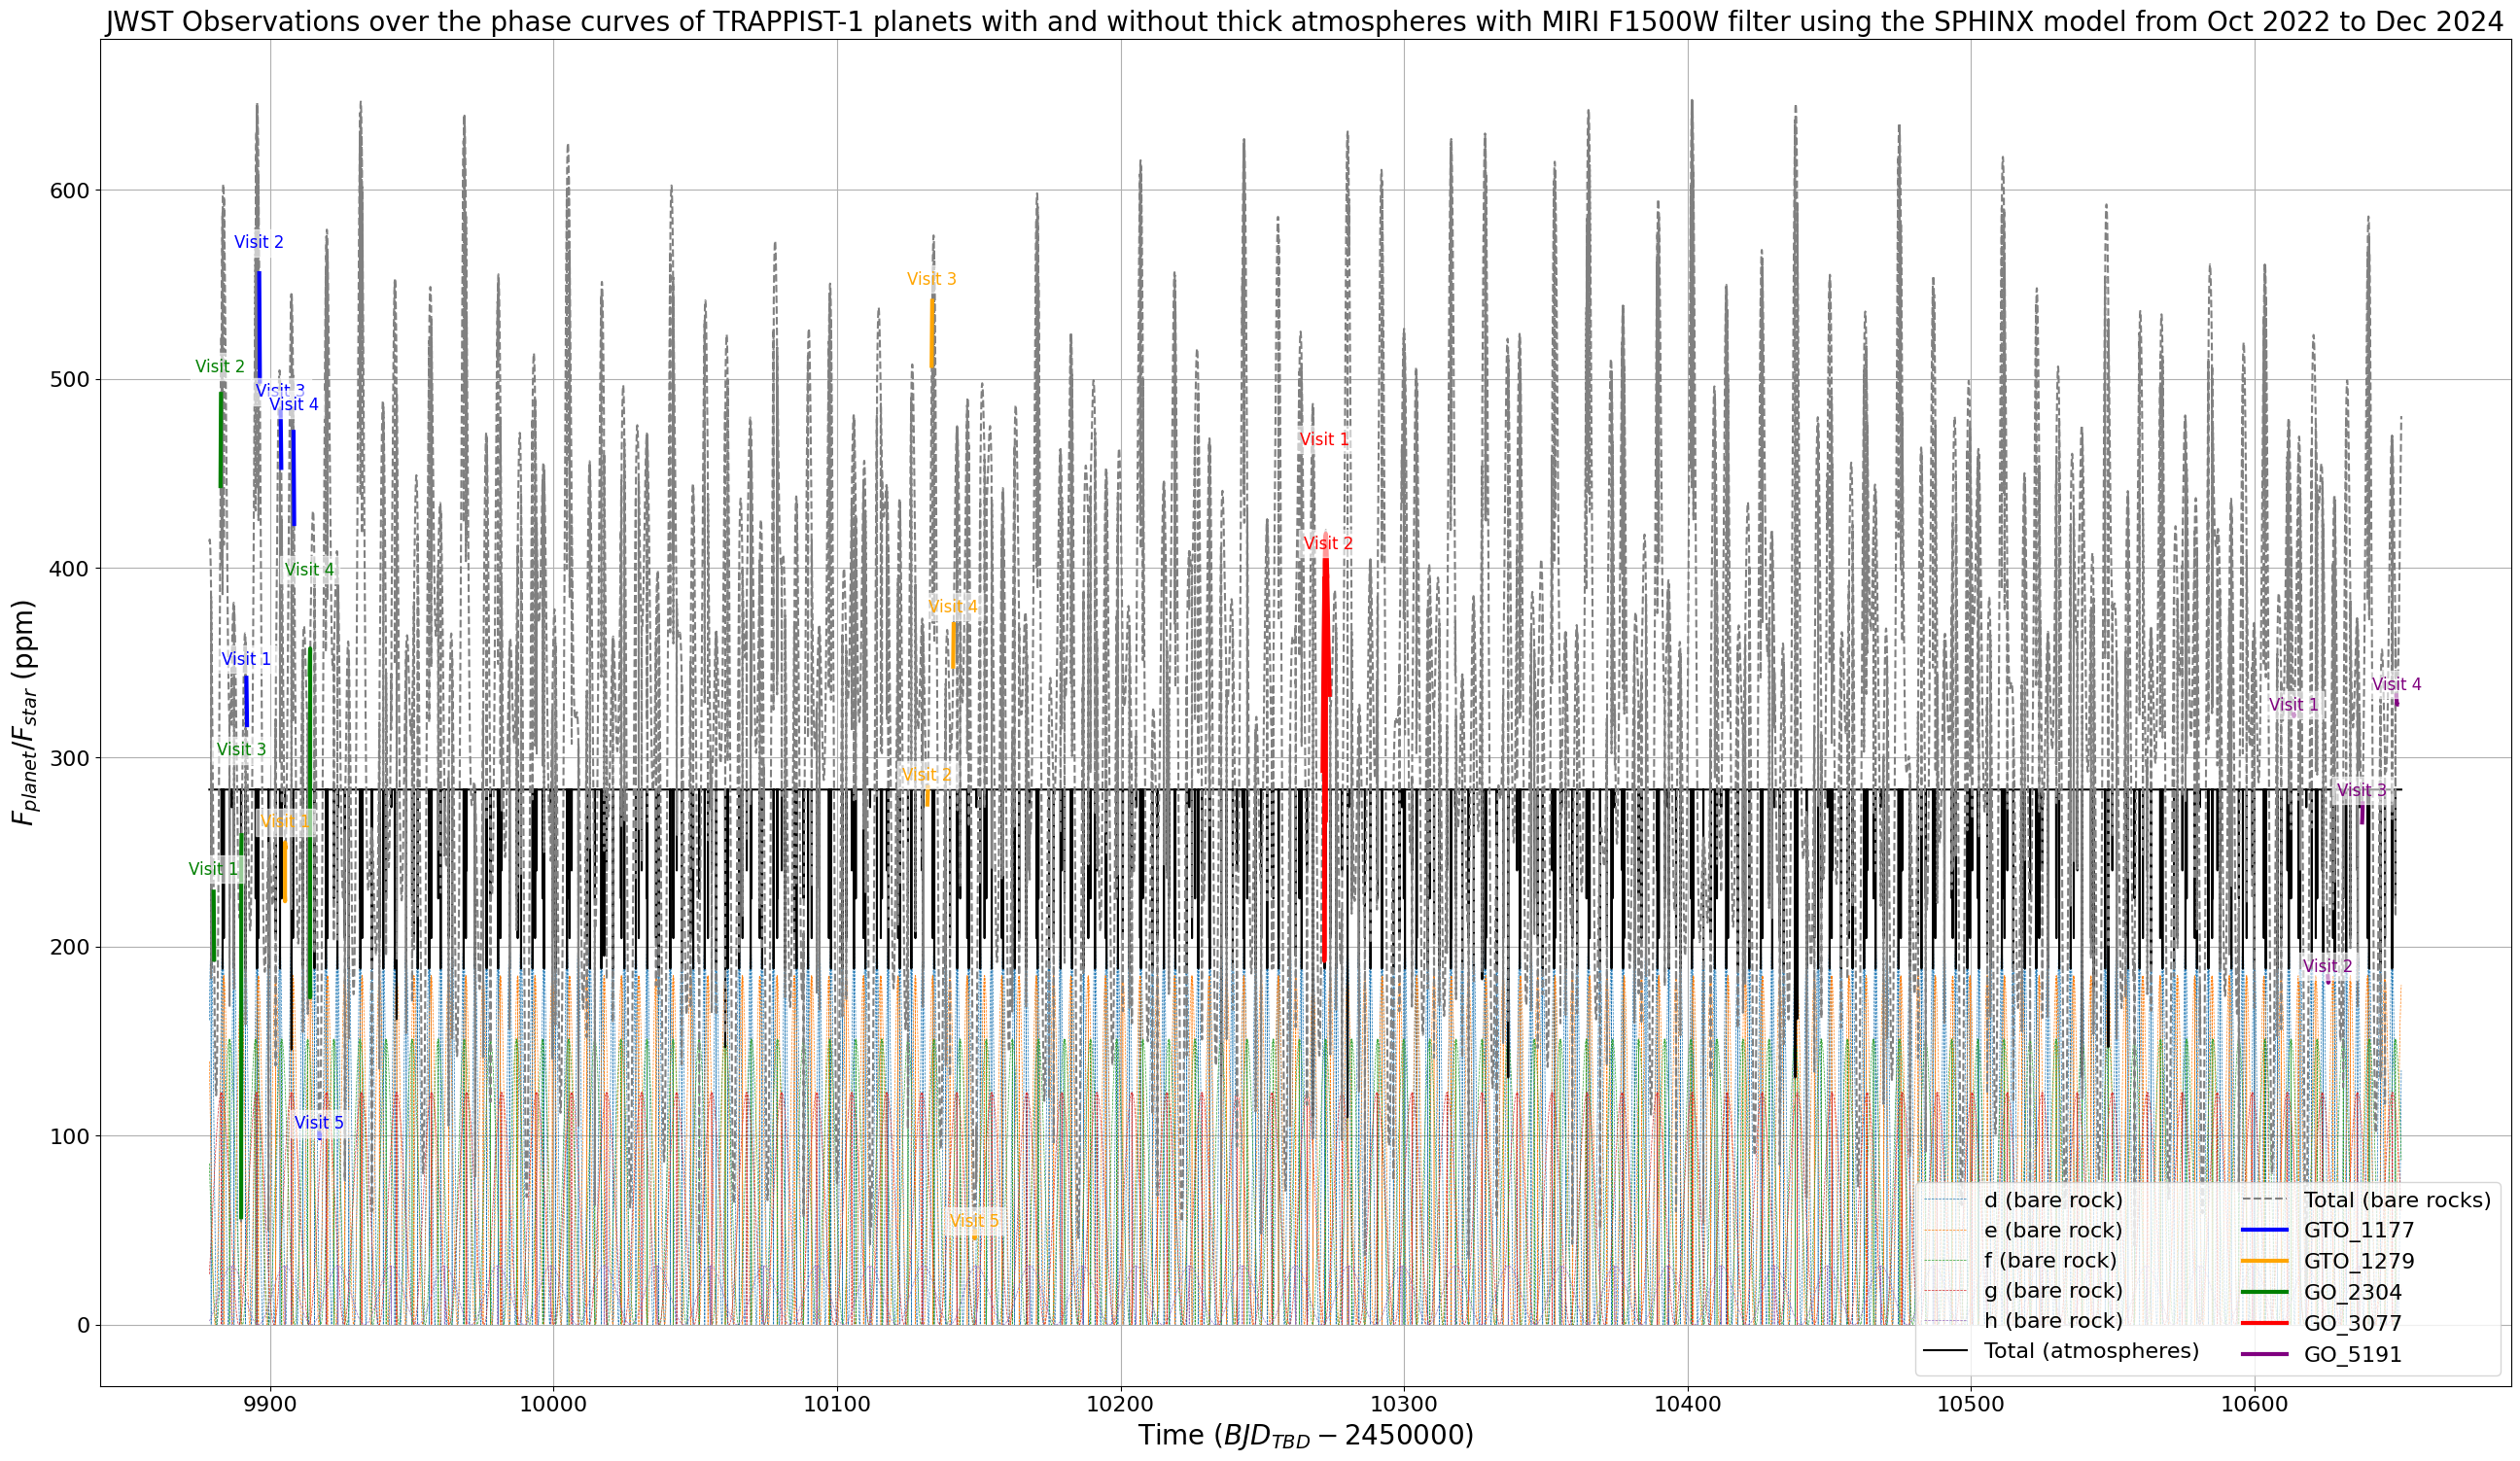 JWST Observations over the phase curves of TRAPPIST-1 planets with and without thick atmospheres with MIRI F1500W filter using the SPHINX model from Oct 2022 to Dec 2024
F_planet/F_star (ppm)
600
500
400
300
200
100
0
Visit 2
Visit 3
Visit 2
Visit 3
Visit 4
Visit 1
Visit 2
Visit 4
Visit 4
Visit 1
Visit 4
Visit 1
Visit 3
Visit 2
Visit 3
Visit 1
Visit 1
Visit 2
Visit 5
Visit 5
d (bare rock)
e (bare rock)
f (bare rock)
g (bare rock)
h (bare rock)
Total (atmospheres)
Total (bare rocks)
GTO_1177
GTO_1279
GO_2304
GO_3077
GO_5191
9900 10000 10100 10200 10300 10400 10500 10600
Time (BJD_TBD − 2450000)